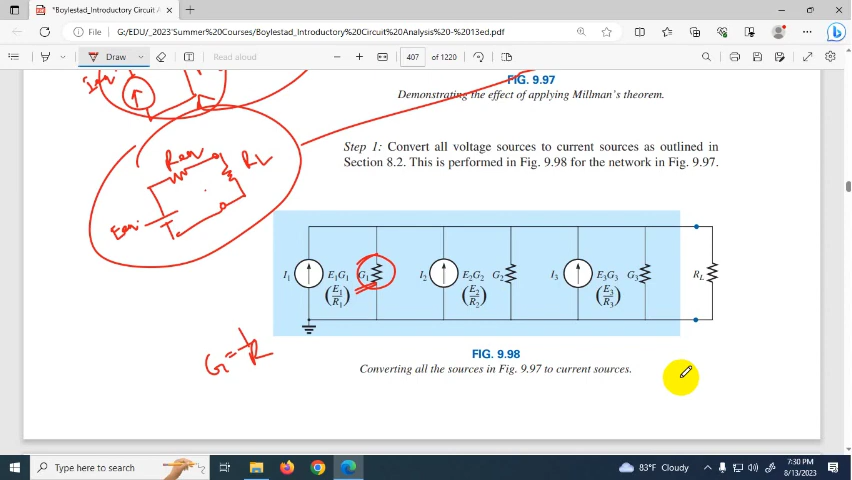 *Boylestad_Introductory Circuit A
File
G:/EDU/_2023'Summer%20Courses/Boylestad_Introductory%20Circuit%20Analysis%20-%2013ed.pdf
Draw
Read aloud
407 of 1220
FIG. 9.97
Demonstrating the effect of applying Millman's theorem.
Step 1: Convert all voltage sources to current sources as outlined in
Section 8.2. This is performed in Fig. 9.98 for the network in Fig. 9.97.
Req
RL
Eeq
I1 E1G1 (E1/R1) G1 I2 E2G2 (E2/R2) G2 I3 E3G3 (E3/R3) G3 RL
G = 1/R
FIG. 9.98
Converting all the sources in Fig. 9.97 to current sources.
Type here to search
83°F Cloudy
7:30 PM
8/13/2023